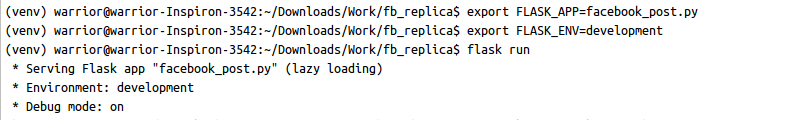 (venv) warrior@warrior-Inspiron-3542:~/Downloads/Work/fb_replica$ export FLASK_APP=facebook_post.py
(venv) warrior@warrior-Inspiron-3542:~/Downloads/Work/fb_replica$ export FLASK_ENV=development
(venv) warrior@warrior-Inspiron-3542:~/Downloads/Work/fb_replica$ flask run
 * Serving Flask app "facebook_post.py" (lazy loading)
 * Environment: development
 * Debug mode: on